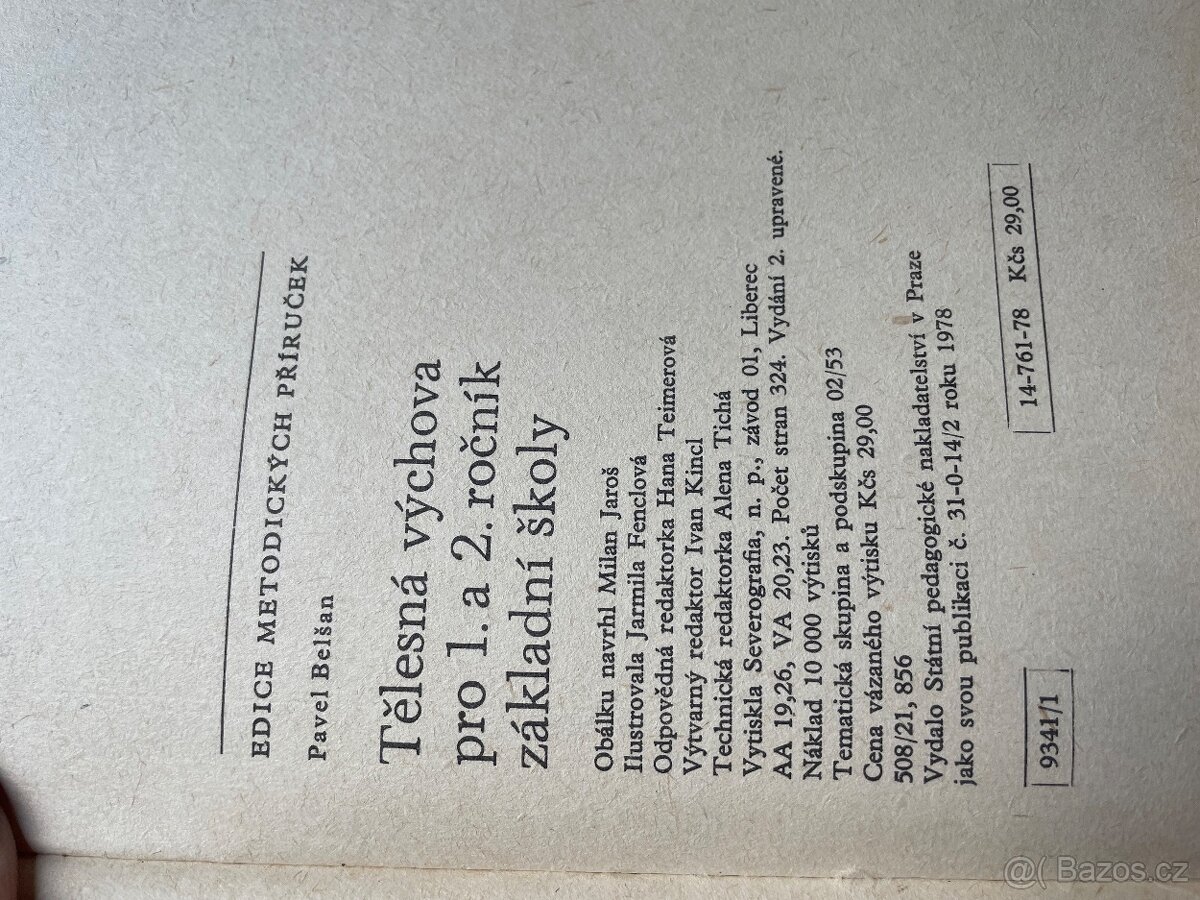 EDICE METODICKÝCH PŘÍRUČEK
Pavel Belšan
Tělesná výchova
pro 1. a 2. ročník
základní školy
Obálku navrhl Milan Jaroš
Ilustrovala Jarmila Fenclová
Odpovědná redaktorka Hana Teimerová
Výtvarný redaktor Ivan Kincl
Technická redaktorka Alena Tichá
Vytiskla Severografia, n. p., závod 01, Liberec
AA 19,26, VA 20,23. Počet stran 324. Vydání 2. upravené.
Náklad 10 000 výtisků
Tematická skupina a podskupina 02/53
Cena vázaného výtisku Kčs 29,00
508/21, 856
Vydalo Státní pedagogické nakladatelství v Praze
jako svou publikaci č. 31-0-14/2 roku 1978
9341/1
14-761-78 Kčs 29,00
@( Bazos.cz